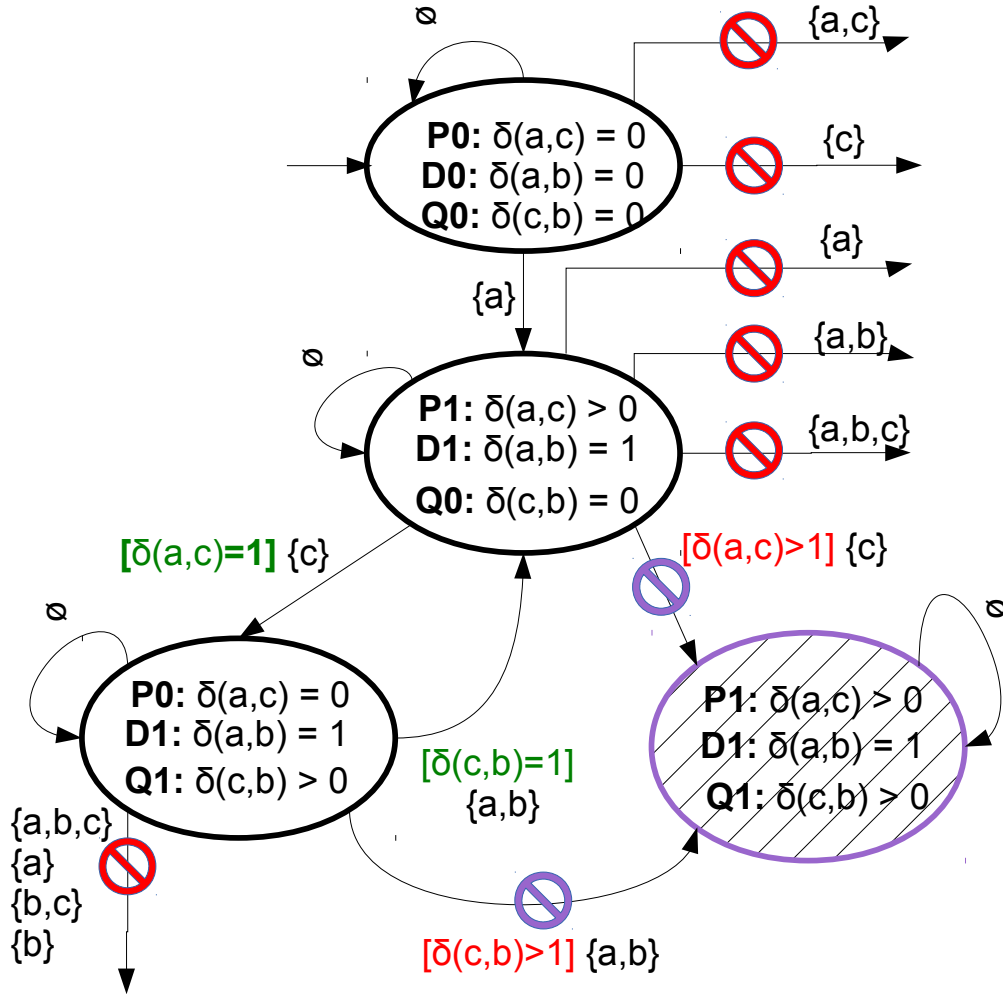 ø
{a,c}
P0: δ(a,c) = 0
D0: δ(a,b) = 0
Q0: δ(c,b) = 0
{c}
{a}
{a}
ø
{a,b}
P1: δ(a,c) > 0
D1: δ(a,b) = 1
Q0: δ(c,b) = 0
{a,b,c}
[δ(a,c)=1] {c}
[δ(a,c)>1] {c}
ø
ø
P0: δ(a,c) = 0
D1: δ(a,b) = 1
Q1: δ(c,b) > 0
P1: δ(a,c) > 0
D1: δ(a,b) = 1
Q1: δ(c,b) > 0
[δ(c,b)=1]
{a,b}
{a,b,c}
{a}
{b,c}
{b}
[δ(c,b)>1] {a,b}